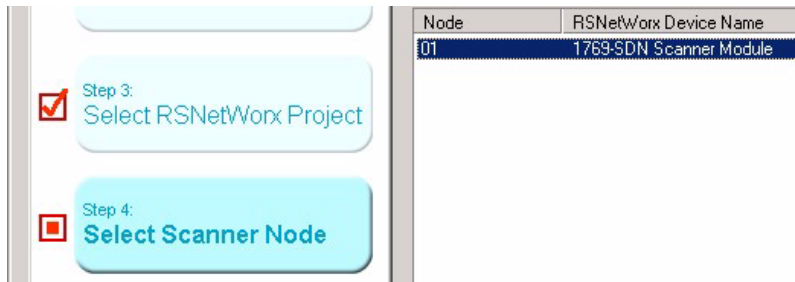 Step 3:
Select RSNetWorx Project
Step 4:
Select Scanner Node
Node RSNetWorx Device Name
01 1769-SDN Scanner Module